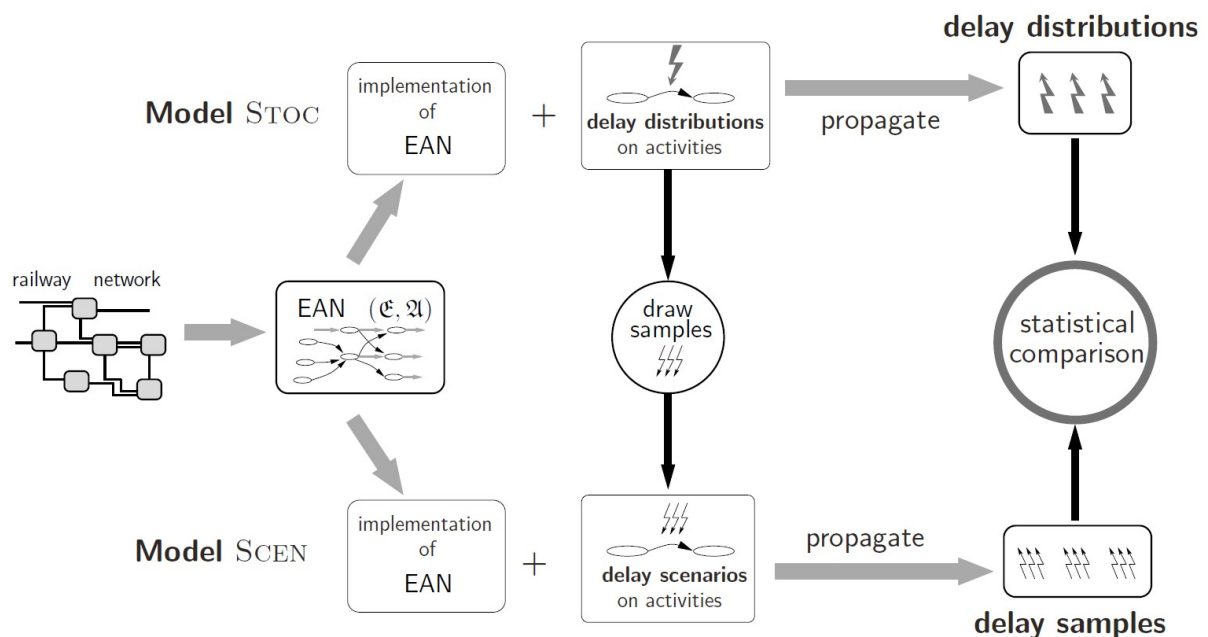 delay distributions
Model STOC
implementation
of
EAN
+
delay distributions
on activities
propagate
railway network
EAN (𝔈, 𝔄)
draw
samples
statistical
comparison
Model SCEN
implementation
of
EAN
+
delay scenarios
on activities
propagate
delay samples